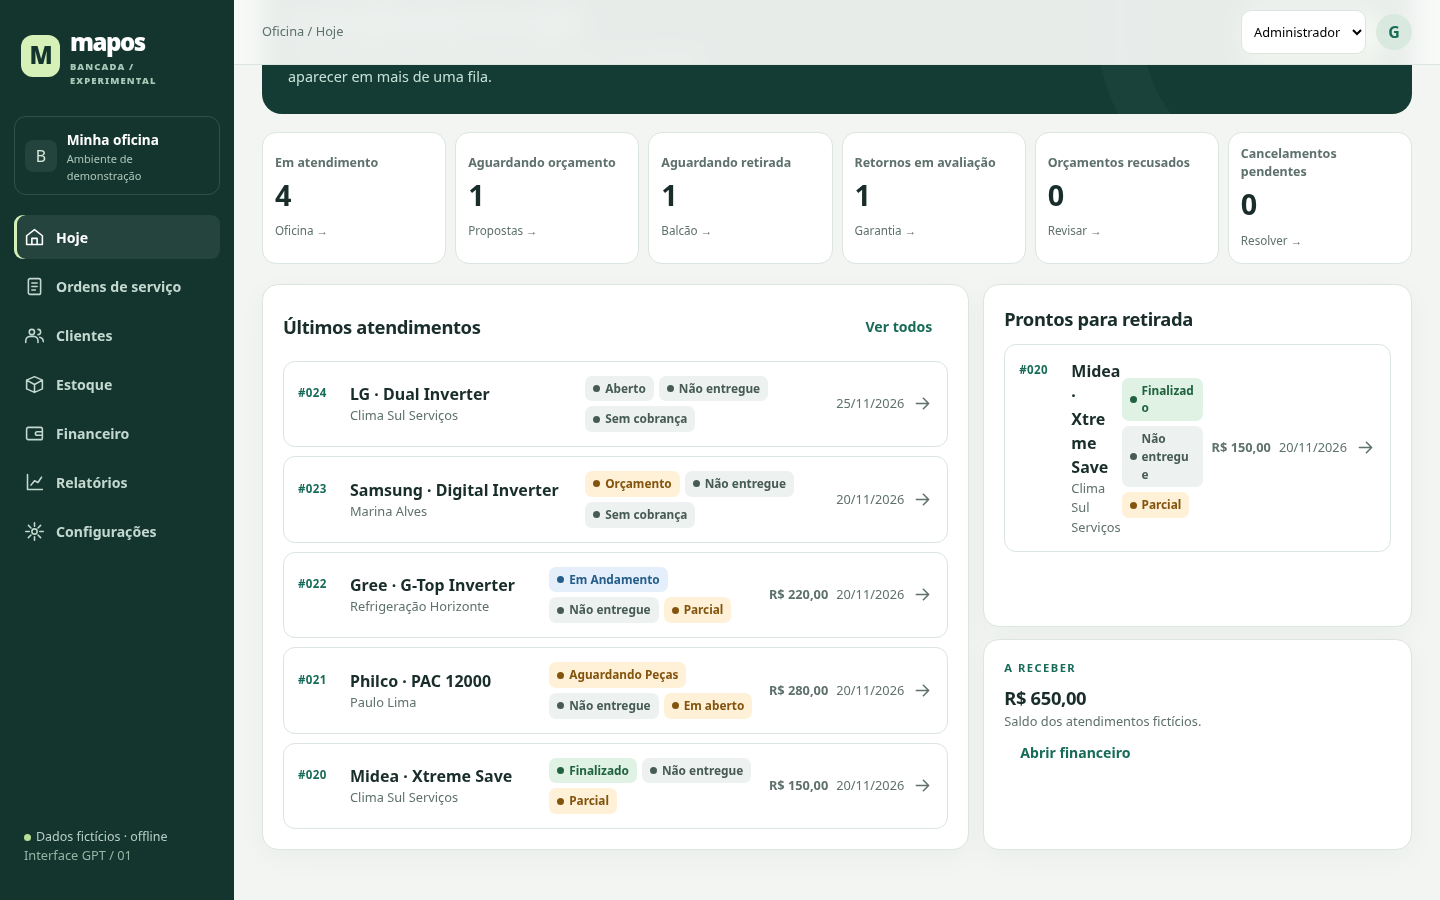 M
mapos
BANCADA /
EXPERIMENTAL
B
Minha oficina
Ambiente de
demonstração
Hoje
Ordens de serviço
Clientes
Estoque
Financeiro
Relatórios
Configurações
Dados fictícios · offline
Interface GPT / 01
Oficina / Hoje
Administrador
G
aparecer em mais de uma fila.
Em atendimento
4
Oficina →
Aguardando orçamento
1
Propostas →
Aguardando retirada
1
Balcão →
Retornos em avaliação
1
Garantia →
Orçamentos recusados
0
Revisar →
Cancelamentos
pendentes
0
Resolver →
Últimos atendimentos
Ver todos
#024
LG · Dual Inverter
Clima Sul Serviços
Aberto
Não entregue
Sem cobrança
25/11/2026
#023
Samsung · Digital Inverter
Marina Alves
Orçamento
Não entregue
Sem cobrança
20/11/2026
#022
Gree · G-Top Inverter
Refrigeração Horizonte
Em Andamento
Não entregue
Parcial
R$ 220,00
20/11/2026
#021
Philco · PAC 12000
Paulo Lima
Aguardando Peças
Não entregue
Em aberto
R$ 280,00
20/11/2026
#020
Midea · Xtreme Save
Clima Sul Serviços
Finalizado
Não entregue
Parcial
R$ 150,00
20/11/2026
Prontos para retirada
#020
Midea
·
Xtre
me
Save
Clima
Sul
Serviços
Finalizad
o
Não
entregu
e
Parcial
R$ 150,00
20/11/2026
A RECEBER
R$ 650,00
Saldo dos atendimentos fictícios.
Abrir financeiro